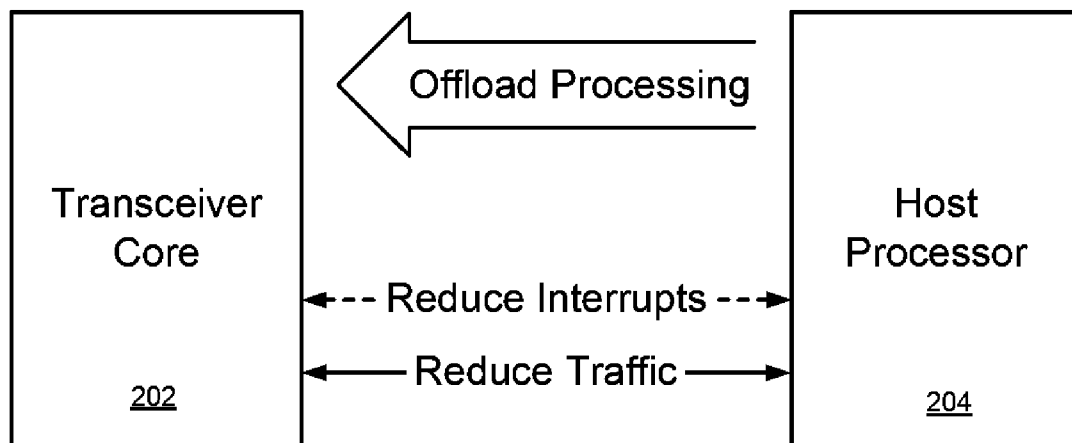 Offload Processing
Transceiver
Core
Host
Processor
Reduce Interrupts
Reduce Traffic
202
204